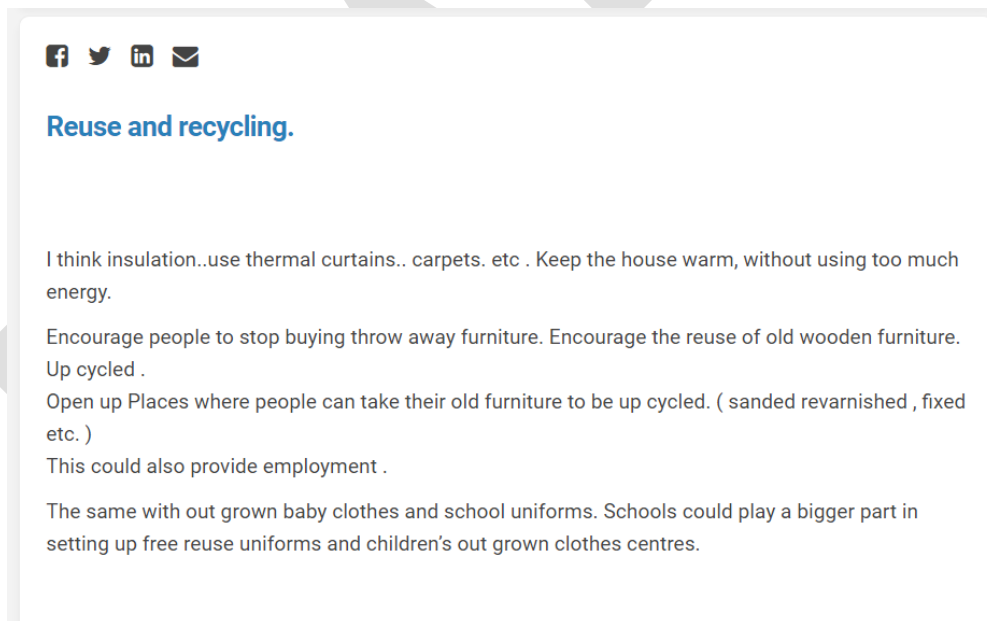 Reuse and recycling.
I think insulation..use thermal curtains.. carpets. etc . Keep the house warm, without using too much
energy.
Encourage people to stop buying throw away furniture. Encourage the reuse of old wooden furniture.
Up cycled .
Open up Places where people can take their old furniture to be up cycled. ( sanded revarnished , fixed
etc. )
This could also provide employment .
The same with out grown baby clothes and school uniforms. Schools could play a bigger part in
setting up free reuse uniforms and children’s out grown clothes centres.